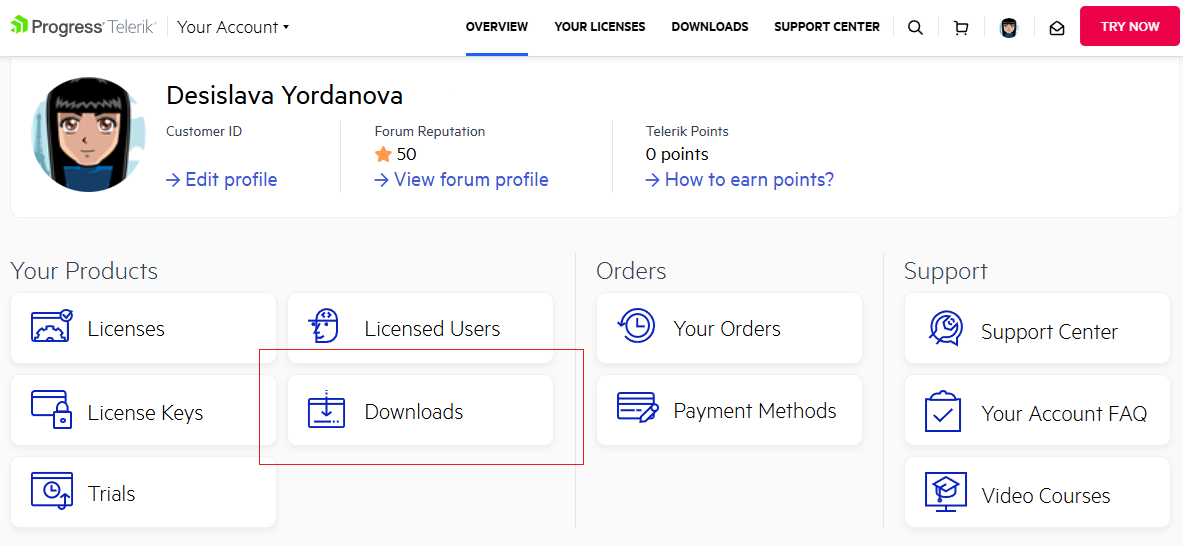 Progress Telerik Your Account OVERVIEW YOUR LICENSES DOWNLOADS SUPPORT CENTER TRY NOW
Desislava Yordanova
Customer ID
Edit profile
Forum Reputation
50
View forum profile
Telerik Points
0 points
How to earn points?
Your Products
Licenses
Licensed Users
License Keys
Downloads
Trials
Orders
Your Orders
Payment Methods
Support
Support Center
Your Account FAQ
Video Courses